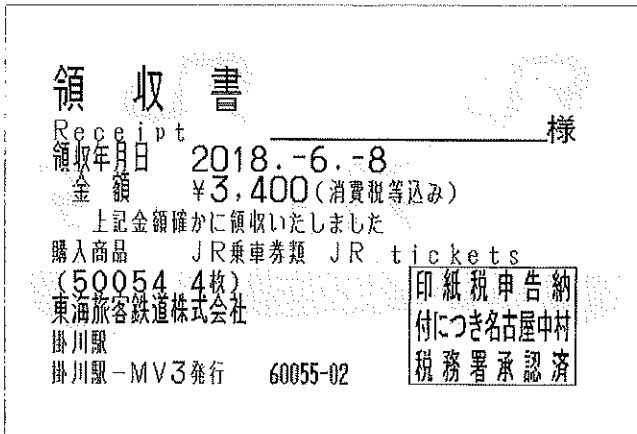 領収書
Receipt 様
領収年月日 2018.-6.-8
金額 ¥3,400(消費税等込み)
上記金額確かに領収いたしました
購入商品 JR乗車券類 JR tickets
(50054 4枚)
東海旅客鉄道株式会社
掛川駅
掛川駅-MV3発行 60055-02
印紙税申告納
付につき名古屋中村
税務署承認済